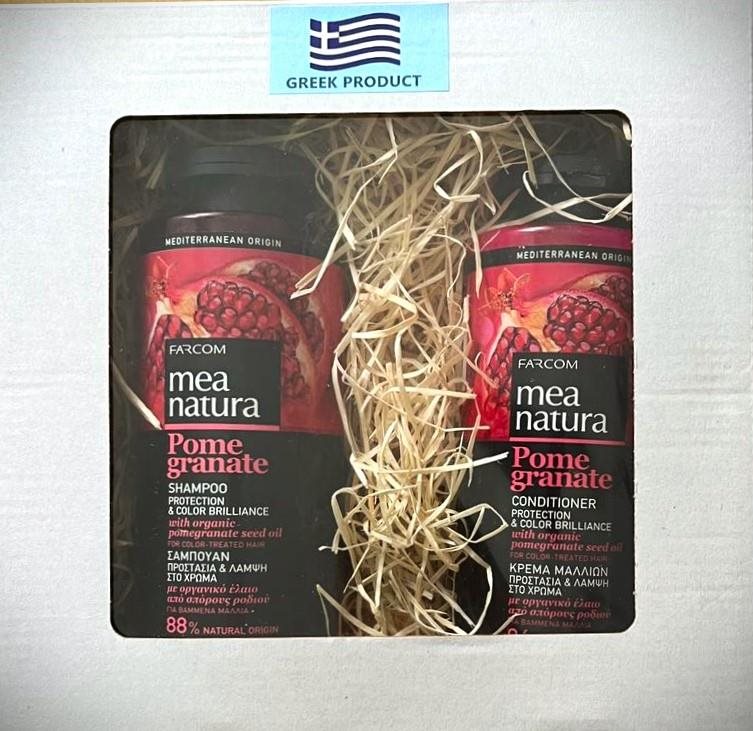 GREEK PRODUCT
MEDITERRANEAN ORIGIN
FARCOM
mea
natura
Pome
granate
SHAMPOO
PROTECTION
& COLOR BRILLIANCE
with organic
pomegranate seed oil
FOR COLOR-TREATED HAIR
ΣΑΜΠΟΥΑΝ
ΠΡΟΣΤΑΣΙΑ & ΛΑΜΨΗ
ΣΤΟ ΧΡΩΜΑ
με οργανικό έλαιο
από σπόρους ροδιού
ΓΙΑ ΒΑΜΜΕΝΑ ΜΑΛΛΙΑ
88% NATURAL ORIGIN
MEDITERRANEAN ORIGIN
FARCOM
mea
natura
Pome
granate
CONDITIONER
PROTECTION
& COLOR BRILLIANCE
with organic
pomegranate seed oil
FOR COLOR-TREATED HAIR
ΚΡΕΜΑ ΜΑΛΛΙΩΝ
ΠΡΟΣΤΑΣΙΑ & ΛΑΜΨΗ
ΣΤΟ ΧΡΩΜΑ
με οργανικό έλαιο
από σπόρους ροδιού
ΓΙΑ ΒΑΜΜΕΝΑ ΜΑΛΛΙΑ